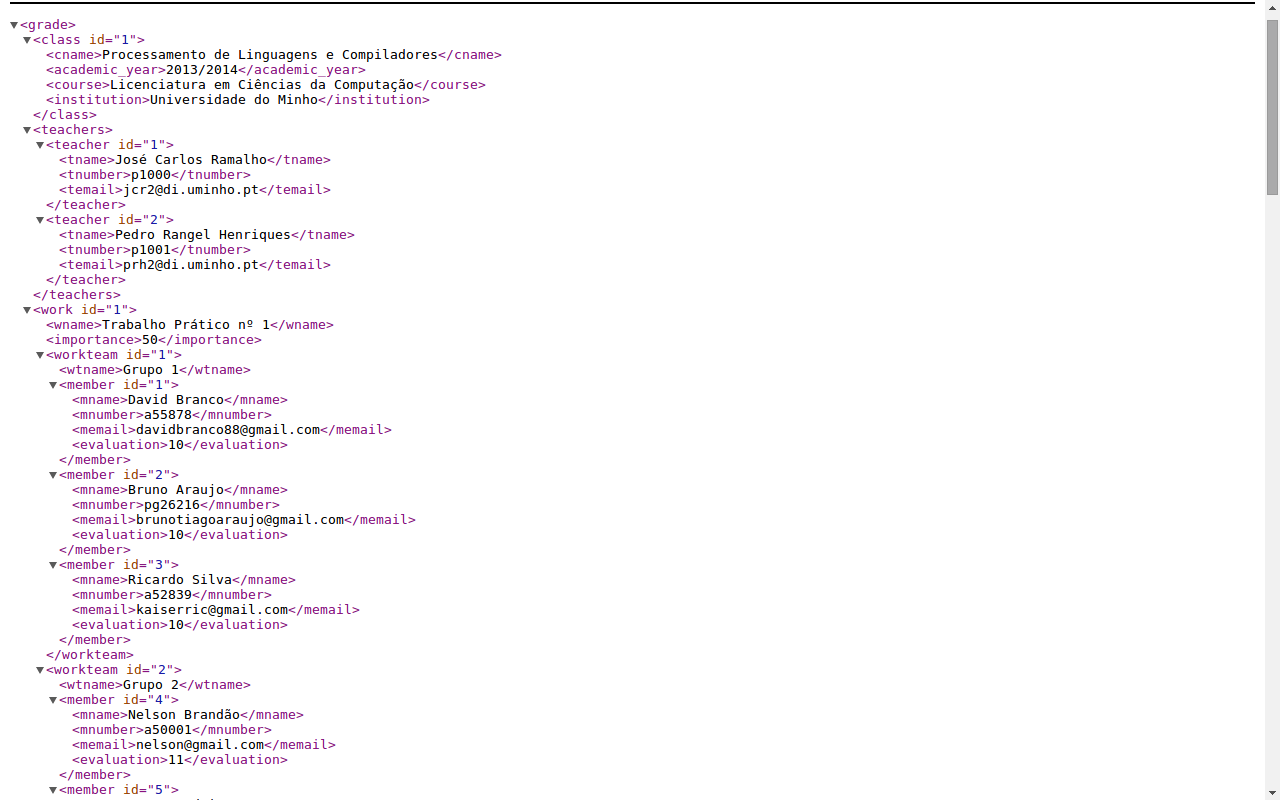 ▼<grade>
▼<class id="1">
<cname>Processamento de Linguagens e Compiladores</cname>
<academic_year>2013/2014</academic_year>
<course>Licenciatura em Ciências da Computação</course>
<institution>Universidade do Minho</institution>
</class>
▼<teachers>
▼<teacher id="1">
<tname>José Carlos Ramalho</tname>
<tnumber>p1000</tnumber>
<temail>jcr2@di.uminho.pt</temail>
</teacher>
▼<teacher id="2">
<tname>Pedro Rangel Henriques</tname>
<tnumber>p1001</tnumber>
<temail>prh2@di.uminho.pt</temail>
</teacher>
</teachers>
▼<work id="1">
<wname>Trabalho Prático nº 1</wname>
<importance>50</importance>
▼<workteam id="1">
<wtname>Grupo 1</wtname>
▼<member id="1">
<mname>David Branco</mname>
<mnumber>a55878</mnumber>
<memail>davidbranco88@gmail.com</memail>
<evaluation>10</evaluation>
</member>
▼<member id="2">
<mname>Bruno Araujo</mname>
<mnumber>pg26216</mnumber>
<memail>brunotiagoaraujo@gmail.com</memail>
<evaluation>10</evaluation>
</member>
▼<member id="3">
<mname>Ricardo Silva</mname>
<mnumber>a52839</mnumber>
<memail>kaiserric@gmail.com</memail>
<evaluation>10</evaluation>
</member>
</workteam>
▼<workteam id="2">
<wtname>Grupo 2</wtname>
▼<member id="4">
<mname>Nelson Brandão</mname>
<mnumber>a50001</mnumber>
<memail>nelson@gmail.com</memail>
<evaluation>11</evaluation>
</member>
▼<member id="5">